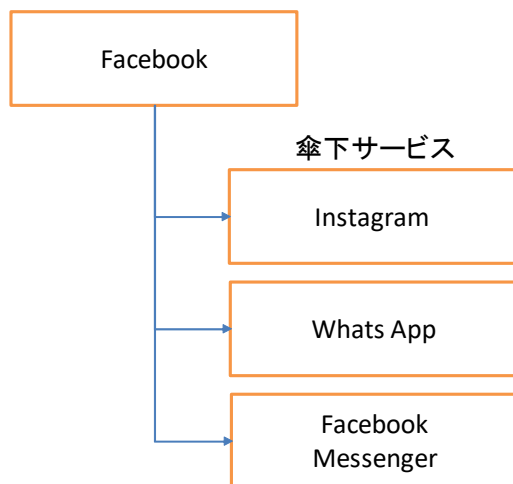 Facebook
傘下サービス
Instagram
Whats App
Facebook
Messenger